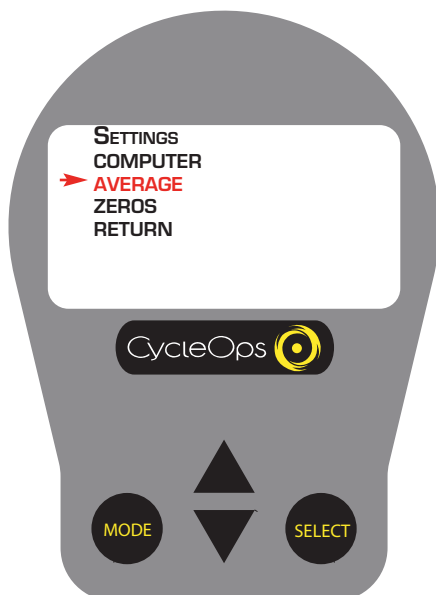 SETTINGS
COMPUTER
AVERAGE
ZEROS
RETURN
CycleOps
MODE
SELECT